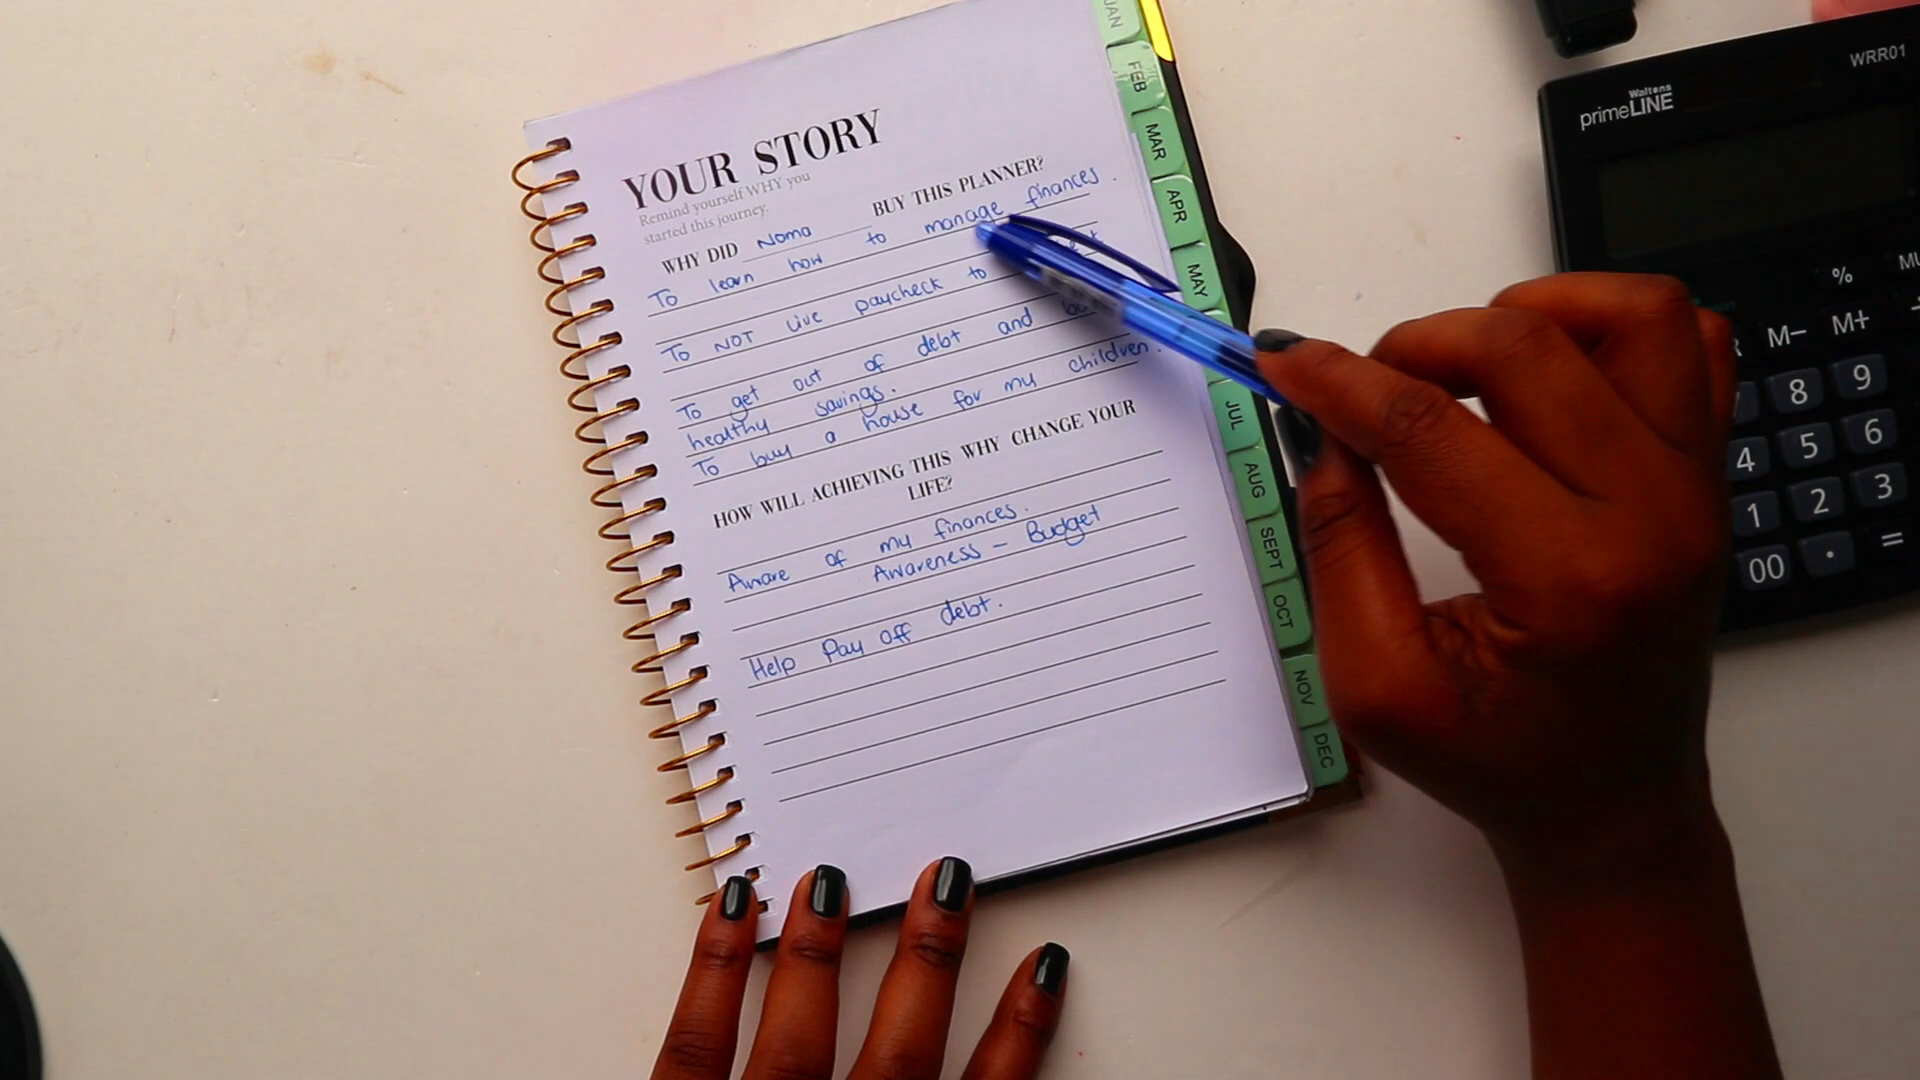 YOUR STORY
Remind yourself WHY you
started this journey.
WHY DID Noma BUY THIS PLANNER?
To learn how to manage finances.
To NOT live paycheck to
To get out of debt and
healthy savings.
To buy a house for my children.
HOW WILL ACHIEVING THIS WHY CHANGE YOUR
LIFE?
Aware of my finances.
Awareness - Budget
Help Pay off debt.
JAN
FEB
MAR
APR
MAY
JUL
AUG
SEPT
OCT
NOV
DEC
Waltons
primeLINE
WRR01
%
M- M+
8 9
4 5 6
1 2 3
00 . =